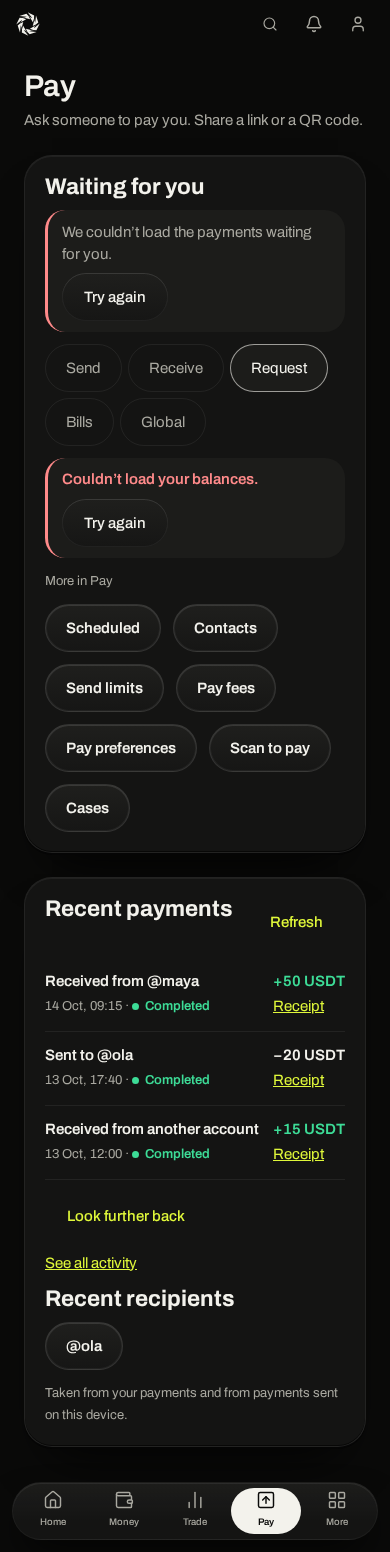 Pay
Ask someone to pay you. Share a link or a QR code.
Waiting for you
We couldn’t load the payments waiting
for you.
Try again
Send
Receive
Request
Bills
Global
Couldn’t load your balances.
Try again
More in Pay
Scheduled
Contacts
Send limits
Pay fees
Pay preferences
Scan to pay
Cases
Recent payments
Refresh
Received from @maya
+50 USDT
14 Oct, 09:15 · Completed
Receipt
Sent to @ola
−20 USDT
13 Oct, 17:40 · Completed
Receipt
Received from another account
+15 USDT
13 Oct, 12:00 · Completed
Receipt
Look further back
See all activity
Recent recipients
@ola
Taken from your payments and from payments sent
on this device.
Home
Money
Trade
Pay
More